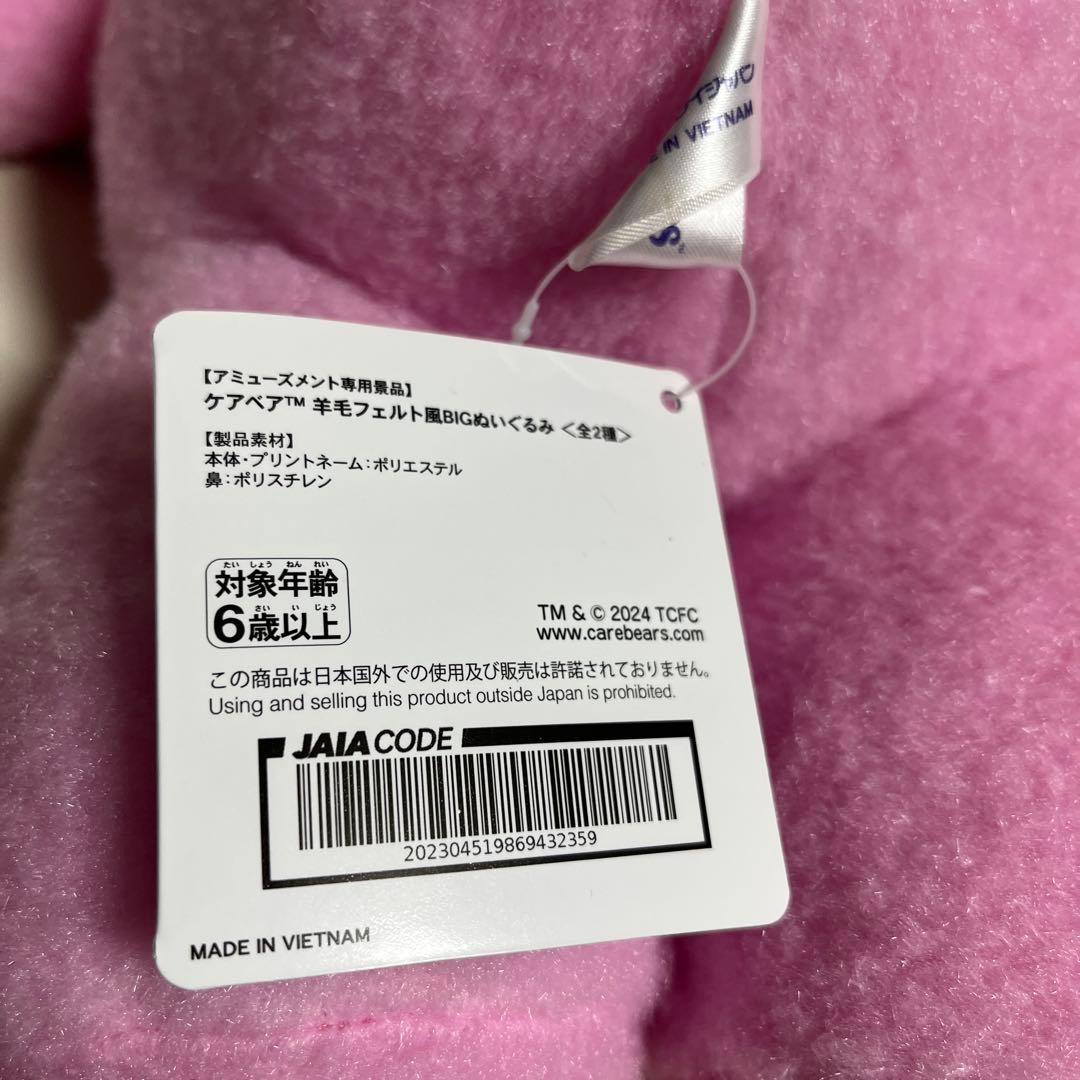 イジャパン
IN VIETNAM
S
【アミューズメント専用景品】
ケアベア™ 羊毛フェルト風BIGぬいぐるみ ＜全2種＞
【製品素材】
本体・プリントネーム：ポリエステル
鼻：ポリスチレン
たい しょう ねん れい
対象年齢
さい い じょう
6歳以上
TM & © 2024 TCFC
www.carebears.com
この商品は日本国外での使用及び販売は許諾されておりません。
Using and selling this product outside Japan is prohibited.
JAIA CODE
202304519869432359
MADE IN VIETNAM